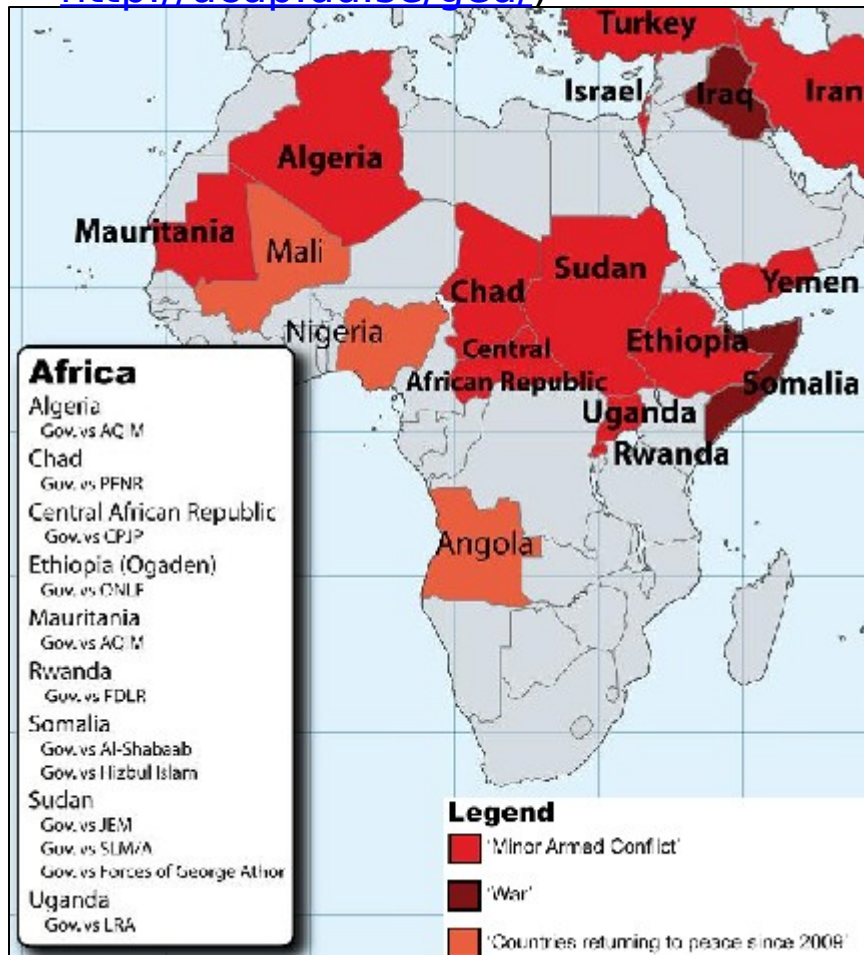 Turkey
Israel
Iraq
Iran
Algeria
Mauritania
Mali
Sudan
Yemen
Chad
Nigeria
Central
African Republic
Ethiopia
Somalia
Uganda
Rwanda
Angola
Africa
Algeria
Gov. vs AQIM
Chad
Gov. vs PFNR
Central African Republic
Gov. vs CPJP
Ethiopia (Ogaden)
Gov. vs ONLF
Mauritania
Gov. vs AQIM
Rwanda
Gov. vs FDLR
Somalia
Gov. vs Al-Shabaab
Gov. vs Hizbul Islam
Sudan
Gov. vs JEM
Gov. vs SLM/A
Gov. vs Forces of George Athor
Uganda
Gov. vs LRA
Legend
'Minor Armed Conflict'
'War'
'Countries returning to peace since 2009'